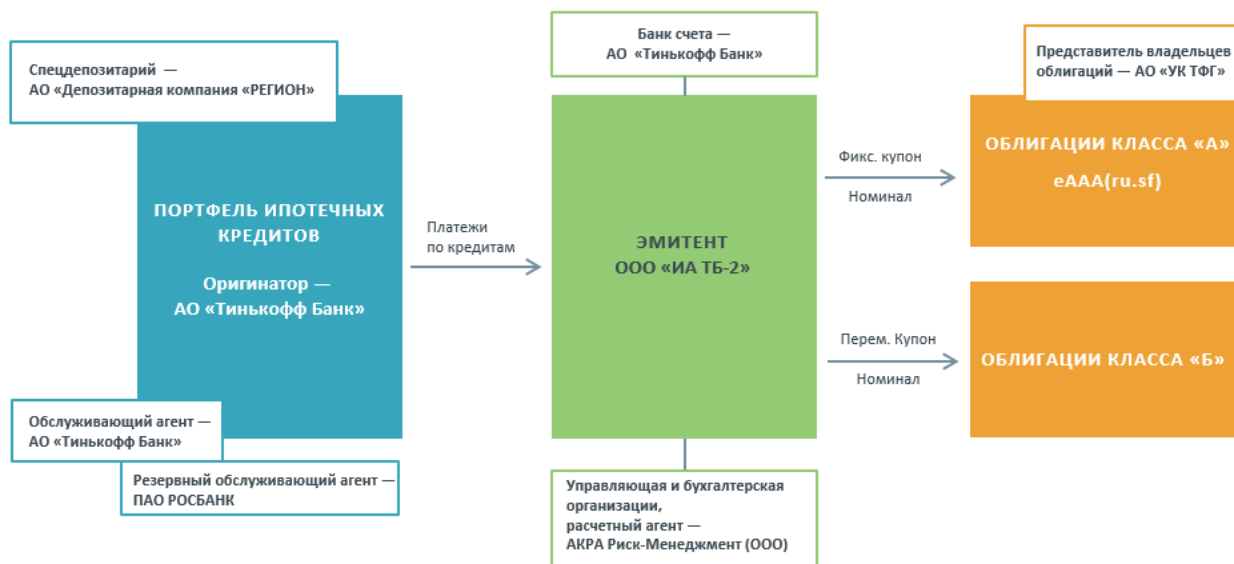 Спецдепозитарий —
АО «Депозитарная компания «РЕГИОН»
ПОРТФЕЛЬ ИПОТЕЧНЫХ
КРЕДИТОВ
Оригинатор —
АО «Тинькофф Банк»
Обслуживающий агент —
АО «Тинькофф Банк»
Резервный обслуживающий агент —
ПАО РОСБАНК
Платежи
по кредитам
Банк счета —
АО «Тинькофф Банк»
ЭМИТЕНТ
ООО «ИА ТБ-2»
Управляющая и бухгалтерская
организации,
расчетный агент —
АКРА Риск-Менеджмент (ООО)
Фикс. купон
Номинал
Перем. Купон
Номинал
Представитель владельцев
облигаций — АО «УК ТФГ»
ОБЛИГАЦИИ КЛАССА «А»
eAAA(ru.sf)
ОБЛИГАЦИИ КЛАССА «Б»